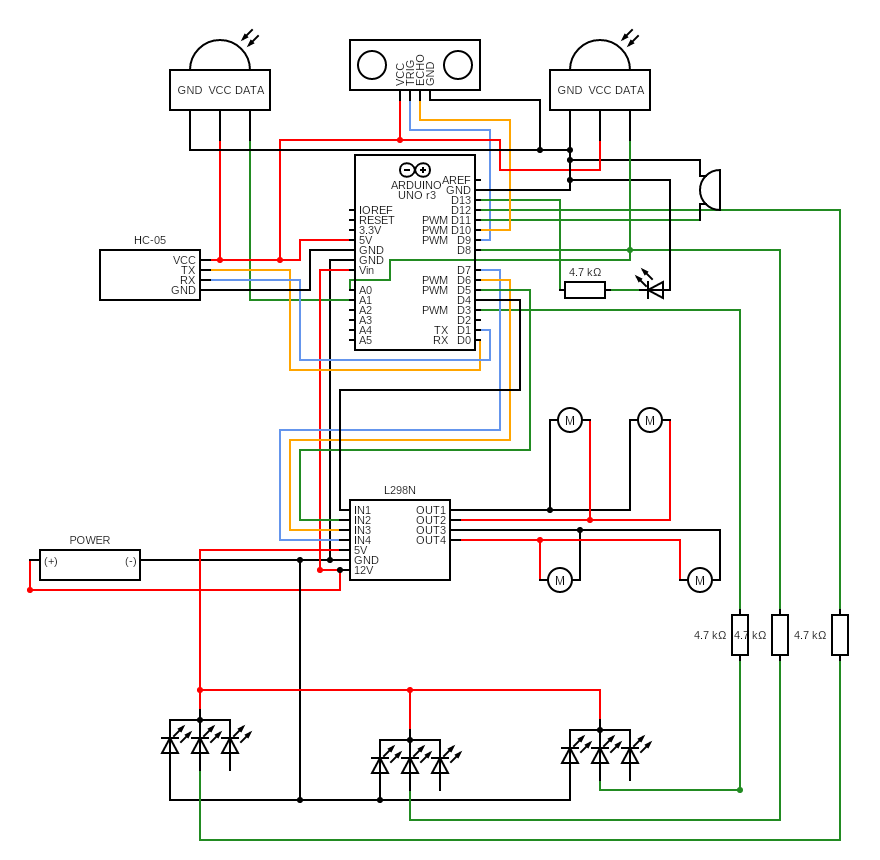 GND VCC DATA
VCC
TRIG
ECHO
GND
GND VCC DATA
ARDUINO
UNO r3
AREF
GND
D13
D12
PWM D11
PWM D10
PWM D9
D8
D7
PWM D6
PWM D5
D4
PWM D3
D2
TX D1
RX D0
IOREF
RESET
3.3V
5V
GND
GND
Vin
A0
A1
A2
A3
A4
A5
HC-05
VCC
TX
RX
GND
4.7 kΩ
M
M
L298N
IN1
IN2
IN3
IN4
5V
GND
12V
OUT1
OUT2
OUT3
OUT4
POWER
(+) (-)
M
M
4.7 kΩ
4.7 kΩ
4.7 kΩ